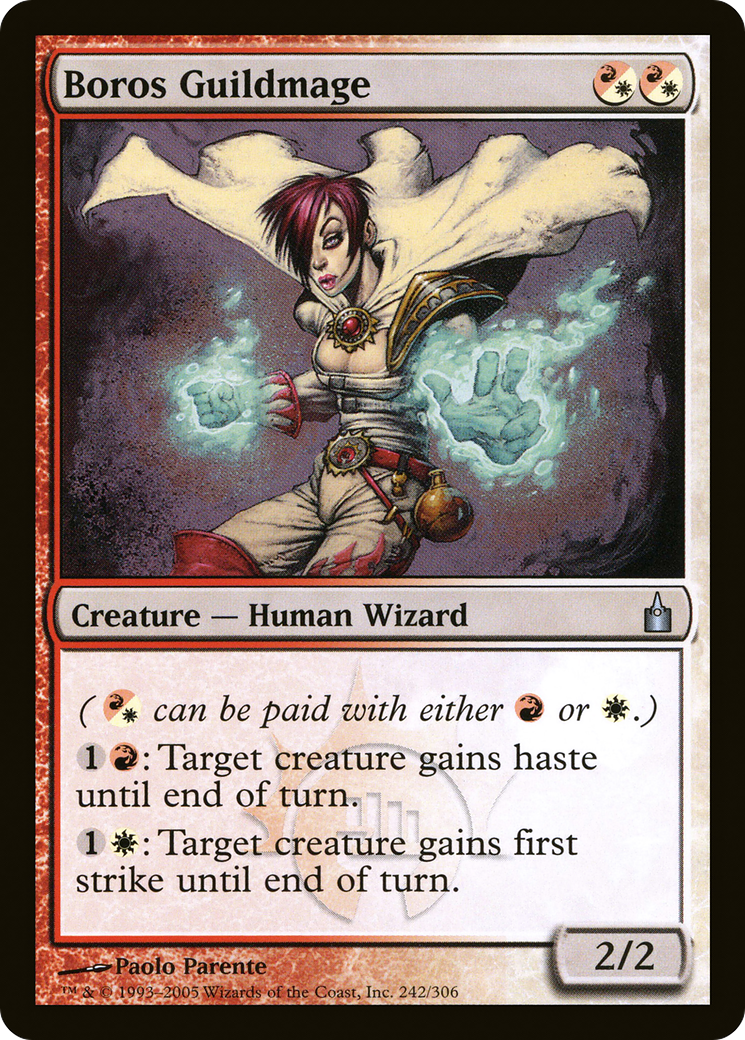 Boros Guildmage
Creature — Human Wizard
( can be paid with either or .)
1 : Target creature gains haste
until end of turn.
1 : Target creature gains first
strike until end of turn.
2/2
Paolo Parente
™ & © 1993–2005 Wizards of the Coast, Inc. 242/306